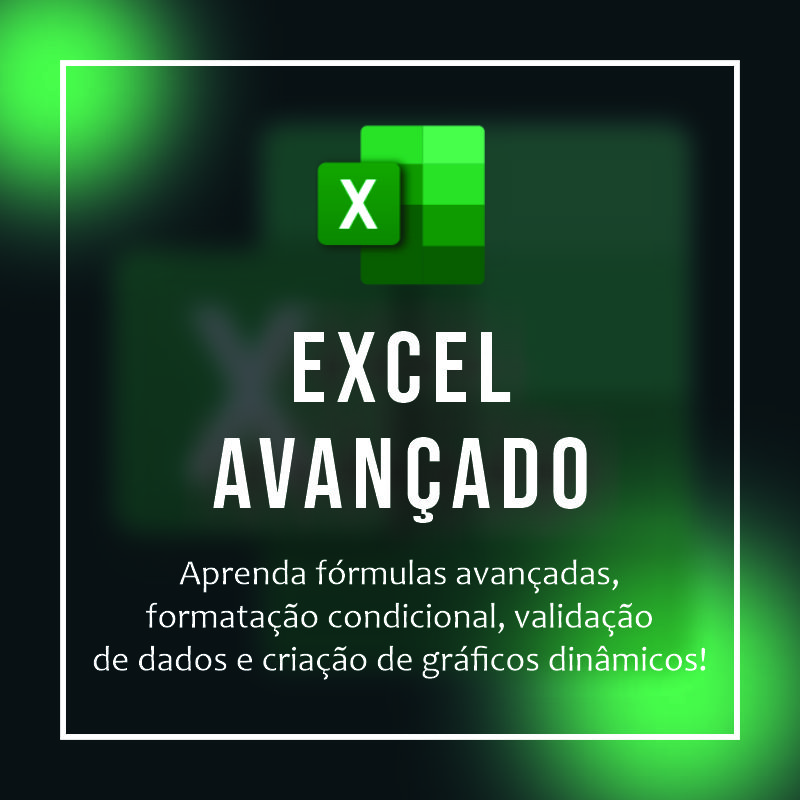 X
EXCEL
AVANÇADO
Aprenda fórmulas avançadas,
formatação condicional, validação
de dados e criação de gráficos dinâmicos!